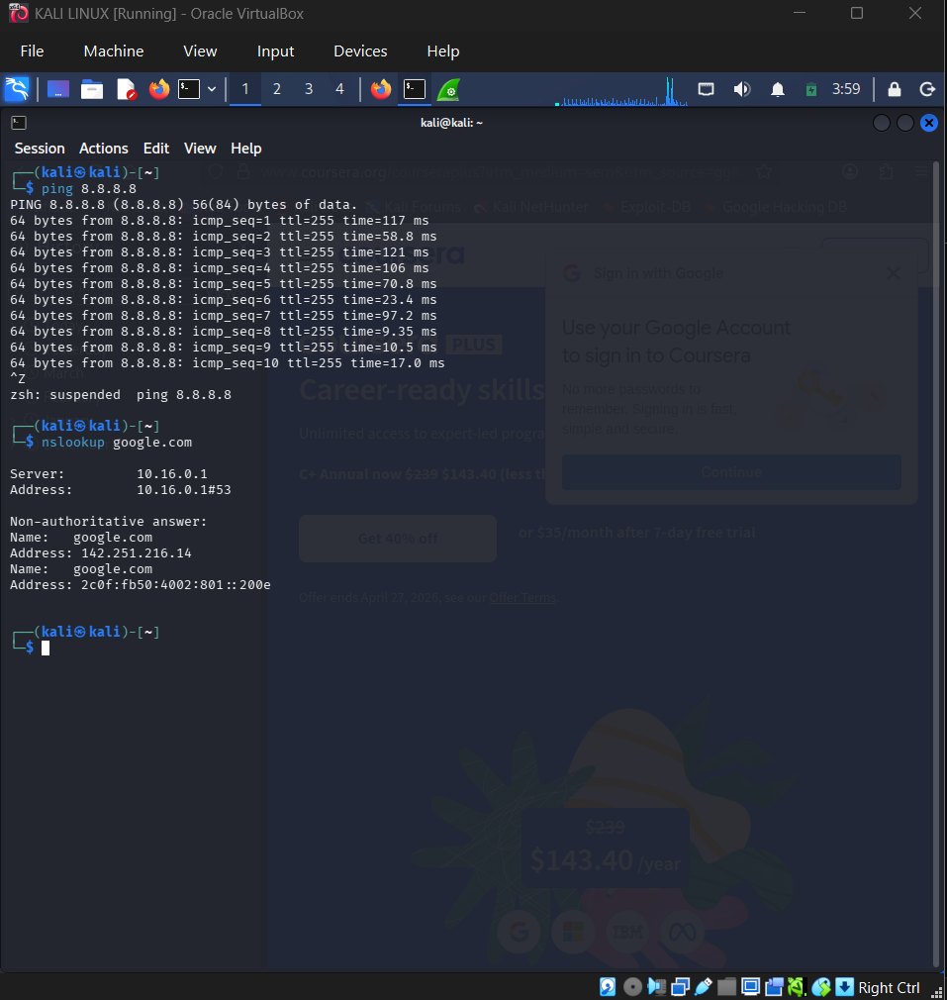 KALI LINUX [Running] - Oracle VirtualBox
File Machine View Input Devices Help
1 2 3 4 3:59
kali@kali: ~
Session Actions Edit View Help
┌──(kali㉿kali)-[~]
└─$ ping 8.8.8.8
PING 8.8.8.8 (8.8.8.8) 56(84) bytes of data.
64 bytes from 8.8.8.8: icmp_seq=1 ttl=255 time=117 ms
64 bytes from 8.8.8.8: icmp_seq=2 ttl=255 time=58.8 ms
64 bytes from 8.8.8.8: icmp_seq=3 ttl=255 time=121 ms
64 bytes from 8.8.8.8: icmp_seq=4 ttl=255 time=106 ms
64 bytes from 8.8.8.8: icmp_seq=5 ttl=255 time=70.8 ms
64 bytes from 8.8.8.8: icmp_seq=6 ttl=255 time=23.4 ms
64 bytes from 8.8.8.8: icmp_seq=7 ttl=255 time=97.2 ms
64 bytes from 8.8.8.8: icmp_seq=8 ttl=255 time=9.35 ms
64 bytes from 8.8.8.8: icmp_seq=9 ttl=255 time=10.5 ms
64 bytes from 8.8.8.8: icmp_seq=10 ttl=255 time=17.0 ms
^Z
zsh: suspended  ping 8.8.8.8
┌──(kali㉿kali)-[~]
└─$ nslookup google.com
Server: 10.16.0.1
Address: 10.16.0.1#53
Non-authoritative answer:
Name: google.com
Address: 142.251.216.14
Name: google.com
Address: 2c0f:fb50:4002:801::200e
┌──(kali㉿kali)-[~]
└─$
Kali Forums Kali NetHunter Exploit-DB Google Hacking DB
Sign in with Google
Use your Google Account
to sign in to Coursera
No more passwords to
remember. Signing in is fast,
simple and secure.
Continue
PLUS
Career-ready skills
Unlimited access to expert-led progra
C+ Annual now $239 $143.40 (less th
Get 40% off
or $35/month after 7-day free trial
Offer ends April 27, 2026, see our Offer Terms
$239
$143.40 /year
IBM
Right Ctrl